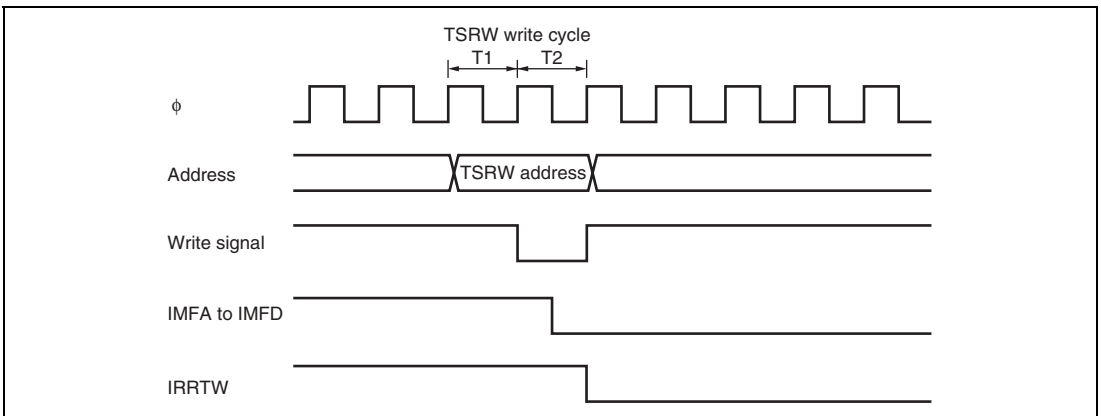 TSRW write cycle
T1 T2
ϕ
Address
TSRW address
Write signal
IMFA to IMFD
IRRTW